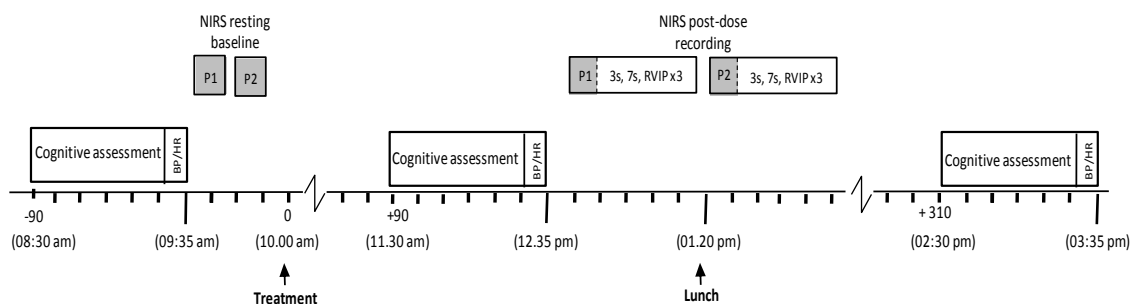 NIRS resting
baseline
NIRS post-dose
recording
P1
P2
P1
3s, 7s, RVIP x3
P2
3s, 7s, RVIP x3
Cognitive assessment
BP/HR
Cognitive assessment
BP/HR
Cognitive assessment
BP/HR
-90
0
+90
+ 310
(08:30 am)
(09:35 am)
(10.00 am)
(11.30 am)
(12.35 pm)
(01.20 pm)
(02:30 pm)
(03:35 pm)
Treatment
Lunch